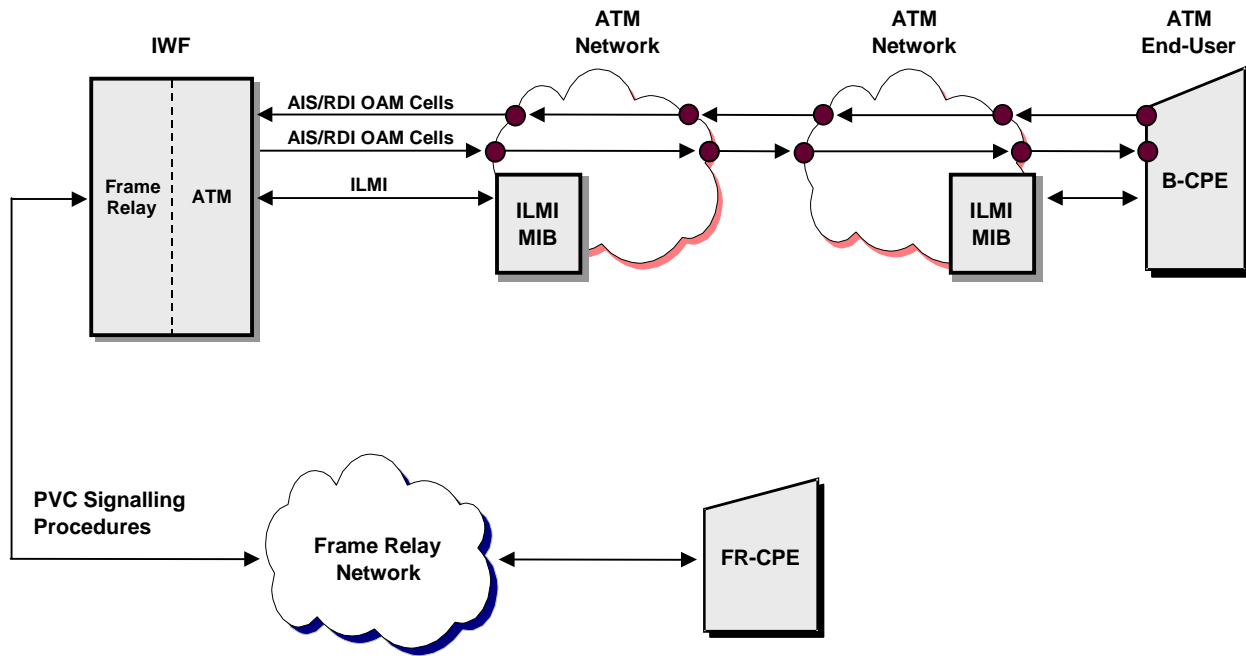 IWF
ATM
Network
ATM
Network
ATM
End-User
AIS/RDI OAM Cells
AIS/RDI OAM Cells
ILMI
Frame
Relay
ATM
ILMI
MIB
ILMI
MIB
B-CPE
PVC Signalling
Procedures
Frame Relay
Network
FR-CPE